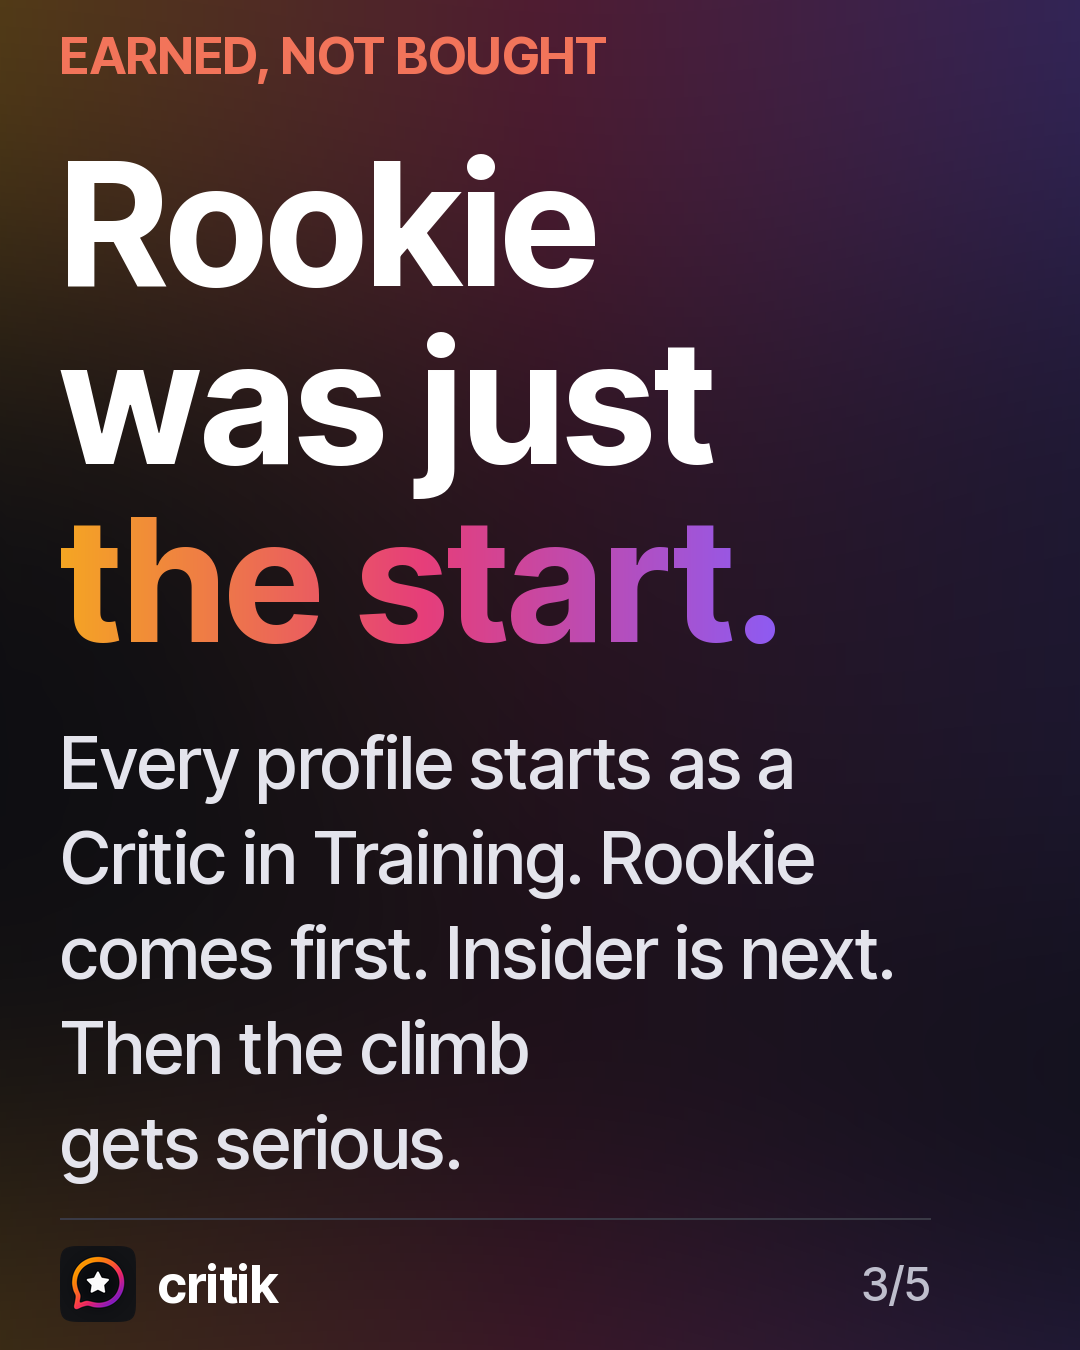 EARNED, NOT BOUGHT
Rookie
was just
the start.
Every profile starts as a
Critic in Training. Rookie
comes first. Insider is next.
Then the climb
gets serious.
critik
3/5